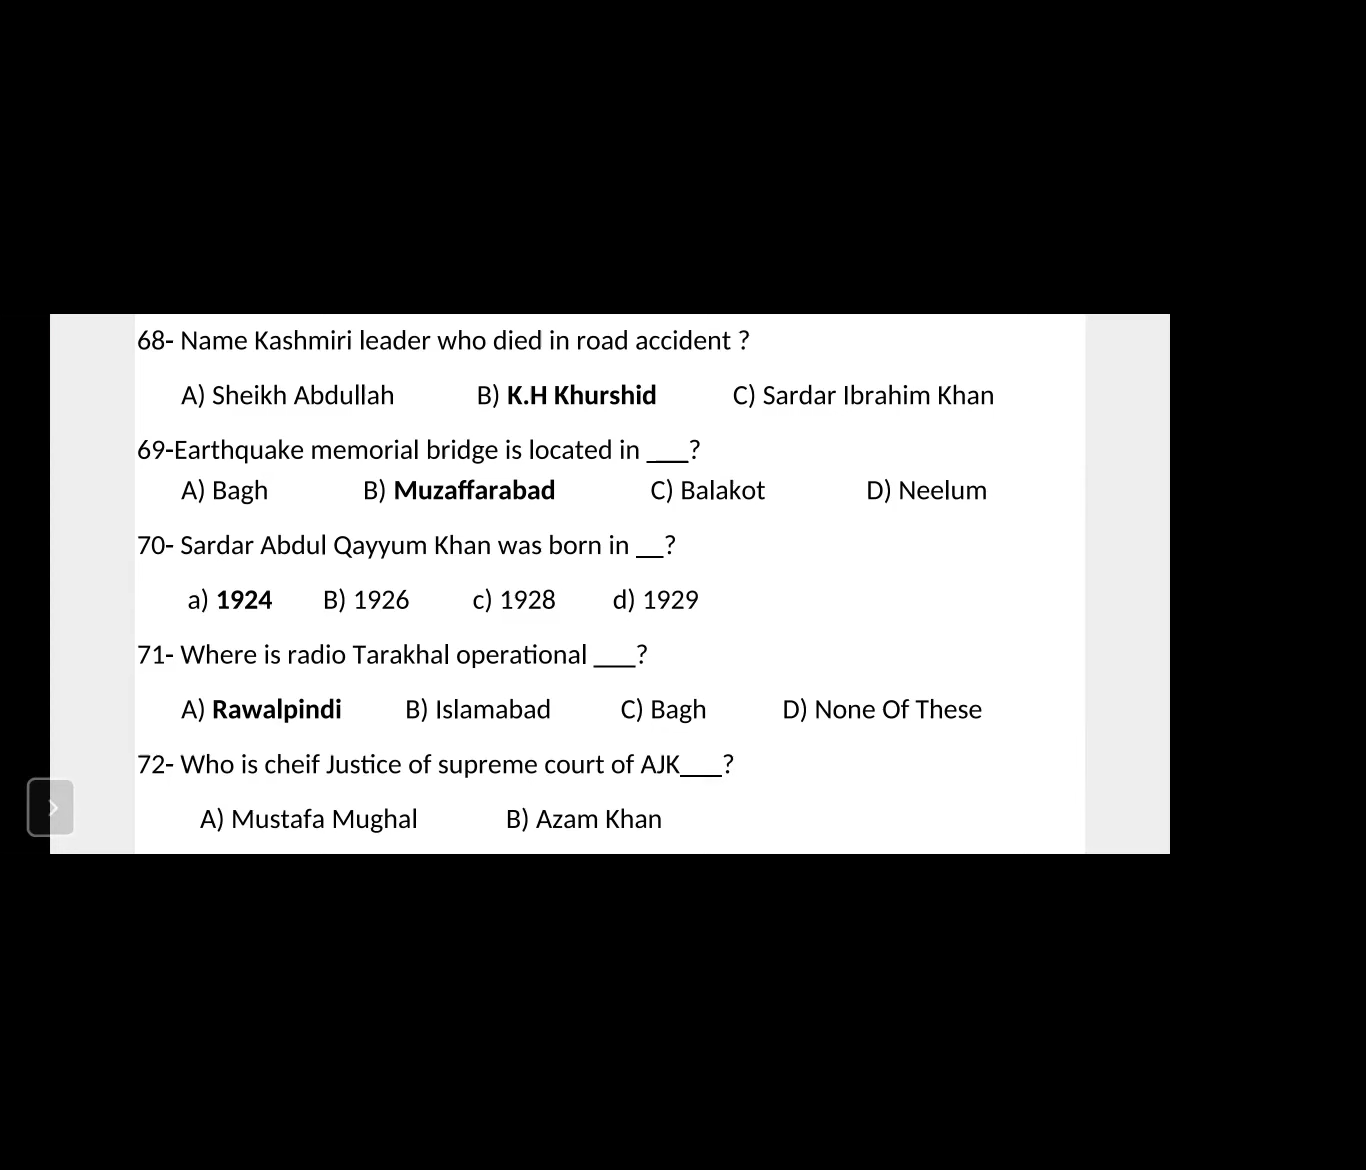 68- Name Kashmiri leader who died in road accident ?
A) Sheikh Abdullah B) K.H Khurshid C) Sardar Ibrahim Khan
69-Earthquake memorial bridge is located in ___?
A) Bagh B) Muzaffarabad C) Balakot D) Neelum
70- Sardar Abdul Qayyum Khan was born in __?
a) 1924 B) 1926 c) 1928 d) 1929
71- Where is radio Tarakhal operational ___?
A) Rawalpindi B) Islamabad C) Bagh D) None Of These
72- Who is cheif Justice of supreme court of AJK___?
A) Mustafa Mughal B) Azam Khan